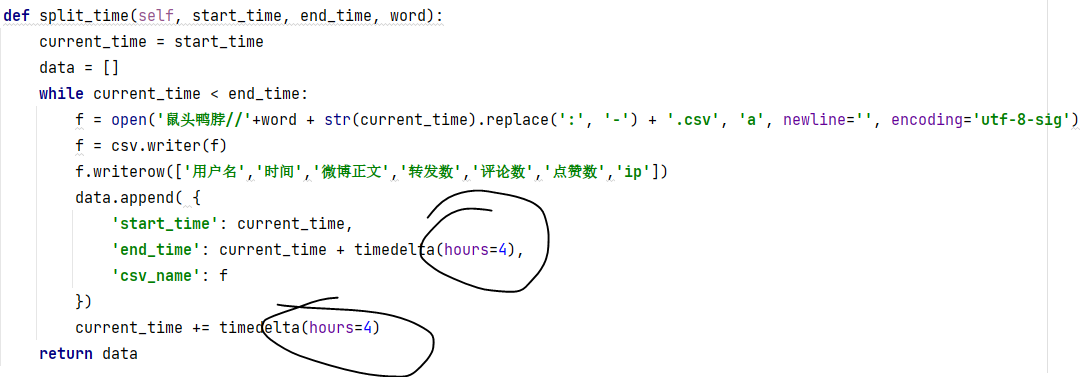 def split_time(self, start_time, end_time, word):
current_time = start_time
data = []
while current_time < end_time:
f = open('鼠头鸭脖//'+word + str(current_time).replace(':', '-') + '.csv', 'a', newline='', encoding='utf-8-sig')
f = csv.writer(f)
f.writerow(['用户名','时间','微博正文','转发数','评论数','点赞数','ip'])
data.append( {
'start_time': current_time,
'end_time': current_time + timedelta(hours=4),
'csv_name': f
})
current_time += timedelta(hours=4)
return data